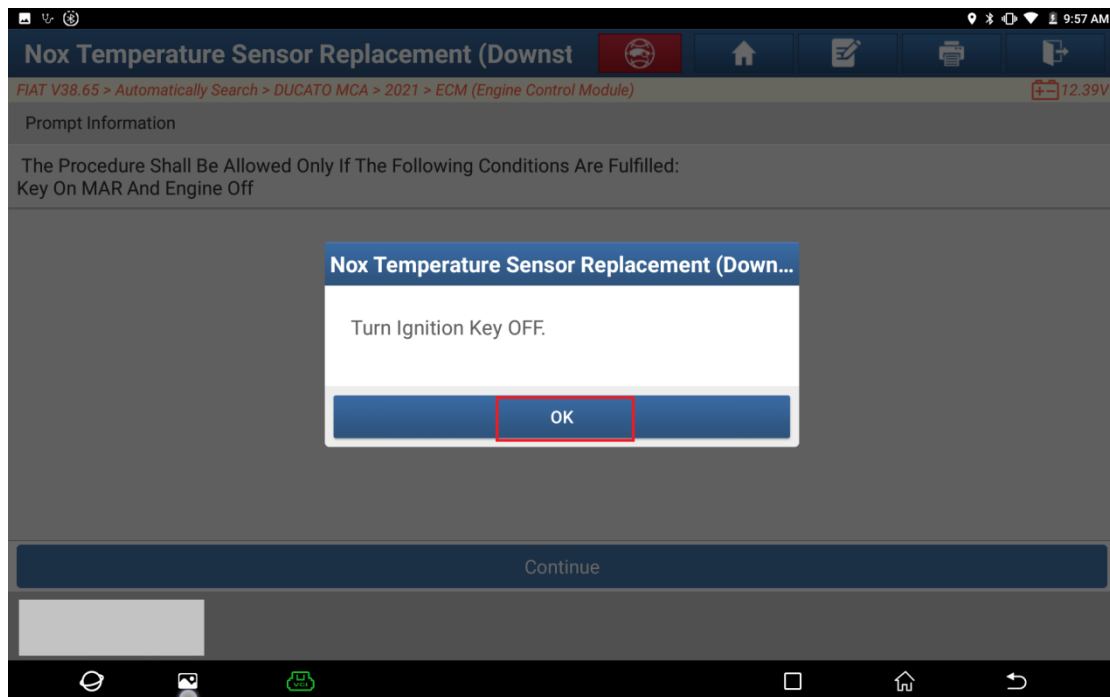 9:57 AM
Nox Temperature Sensor Replacement (Downst
FIAT V38.65 > Automatically Search > DUCATO MCA > 2021 > ECM (Engine Control Module)
12.39V
Prompt Information
The Procedure Shall Be Allowed Only If The Following Conditions Are Fulfilled:
Key On MAR And Engine Off
Nox Temperature Sensor Replacement (Down...
Turn Ignition Key OFF.
OK
Continue
VCI